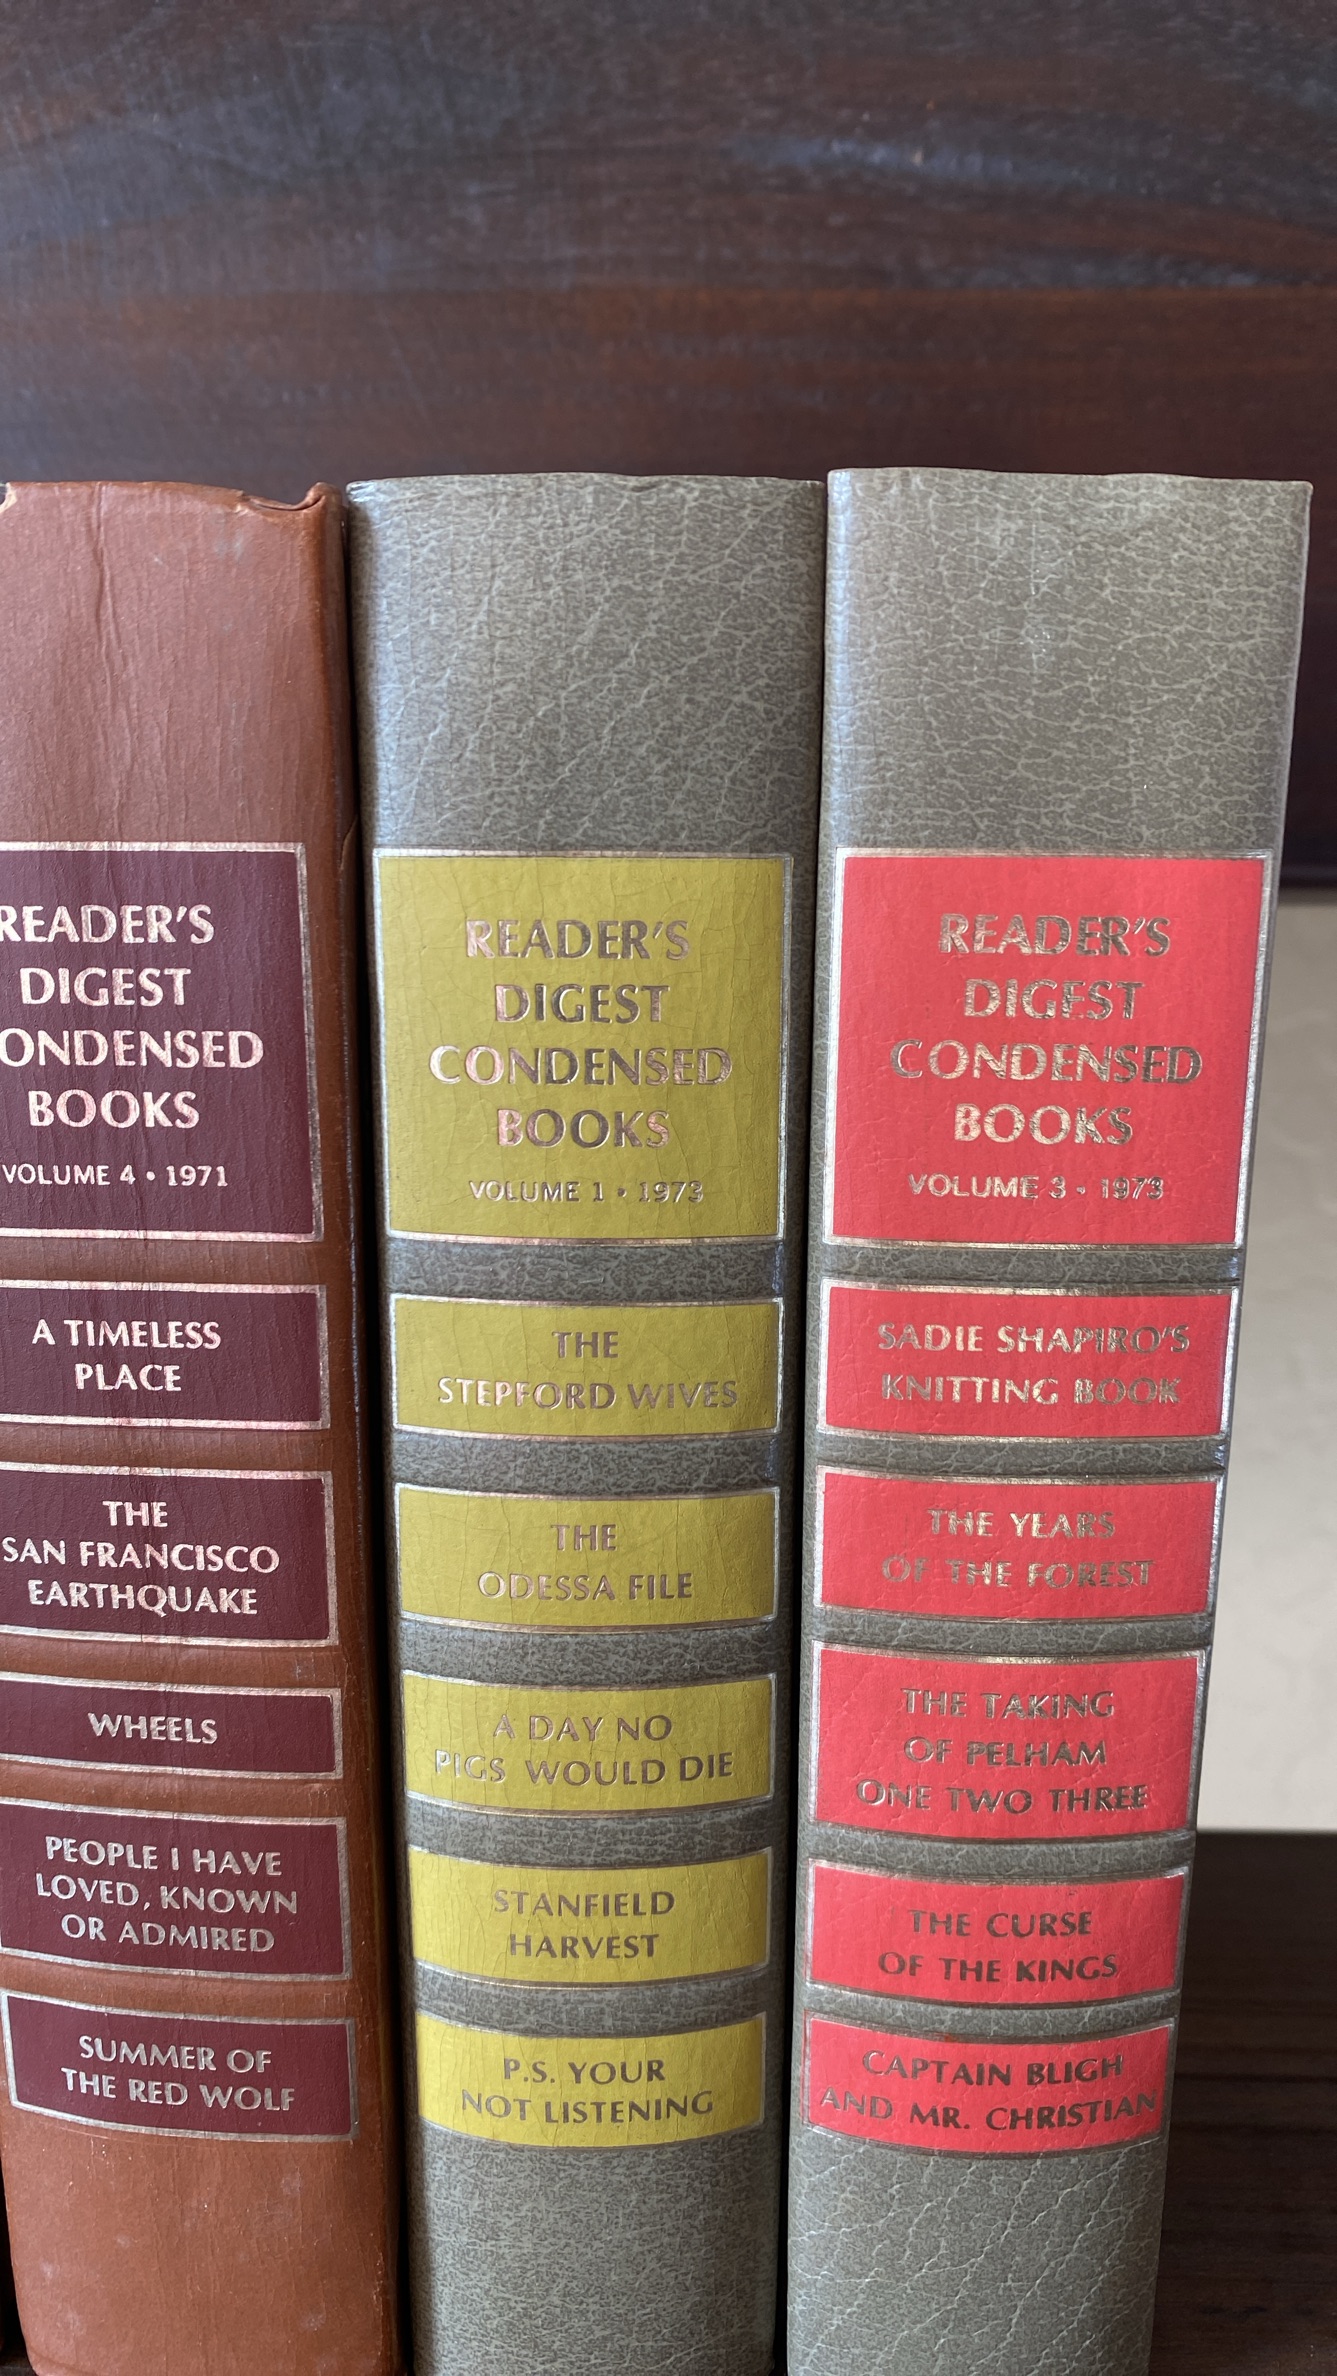 READER'S
DIGEST
ONDENSED
BOOKS
VOLUME 4 • 1971
A TIMELESS
PLACE
THE
SAN FRANCISCO
EARTHQUAKE
WHEELS
PEOPLE I HAVE
LOVED, KNOWN
OR ADMIRED
SUMMER OF
THE RED WOLF
READER'S
DIGEST
CONDENSED
BOOKS
VOLUME 1 • 1973
THE
STEPFORD WIVES
THE
ODESSA FILE
A DAY NO
PIGS WOULD DIE
STANFIELD
HARVEST
P.S. YOUR
NOT LISTENING
READER'S
DIGEST
CONDENSED
BOOKS
VOLUME 3 • 1973
SADIE SHAPIRO'S
KNITTING BOOK
THE YEARS
OF THE FOREST
THE TAKING
OF PELHAM
ONE TWO THREE
THE CURSE
OF THE KINGS
CAPTAIN BLIGH
AND MR. CHRISTIAN